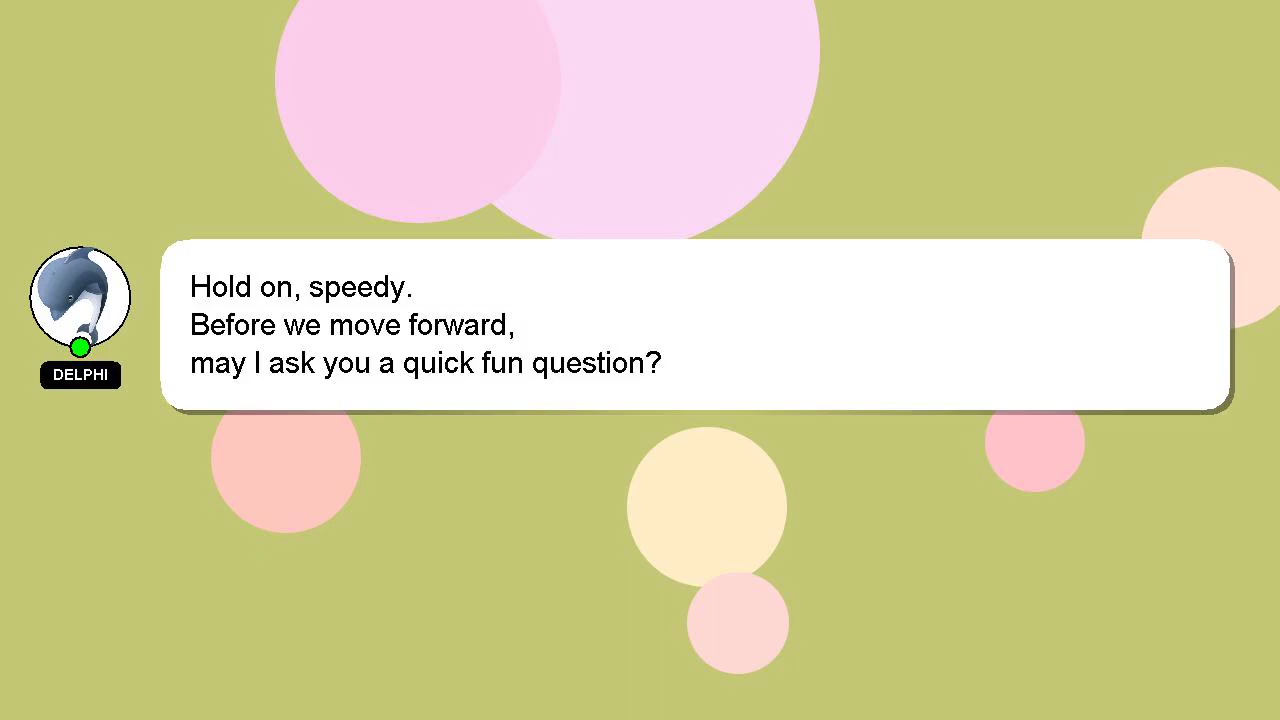 Hold on, speedy.
Before we move forward,
may I ask you a quick fun question?
DELPHI